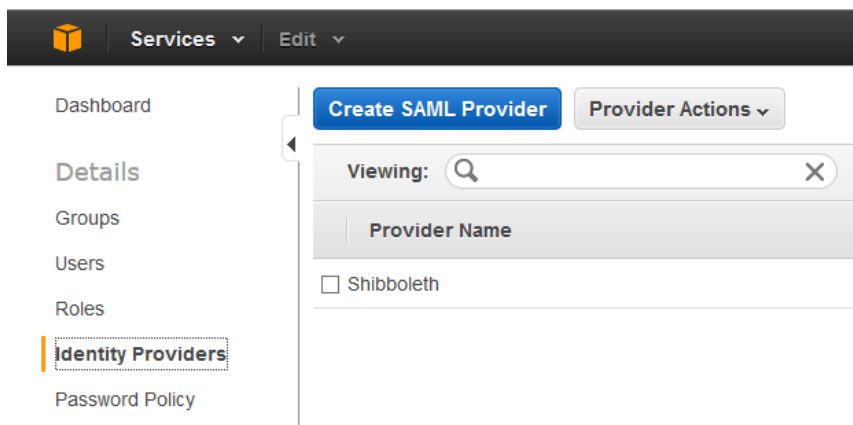 Services Edit
Dashboard
Details
Groups
Users
Roles
Identity Providers
Password Policy
Create SAML Provider Provider Actions
Viewing:
Provider Name
Shibboleth